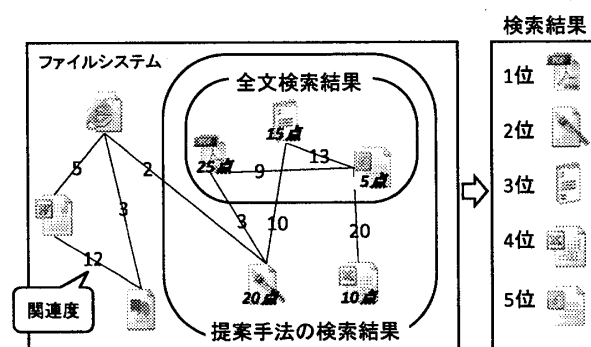 検索結果
ファイルシステム
全文検索結果
15点
25点
5点
9
13
5
2
3
3
10
20
12
20点
10点
関連度
提案手法の検索結果
1位
2位
3位
4位
5位